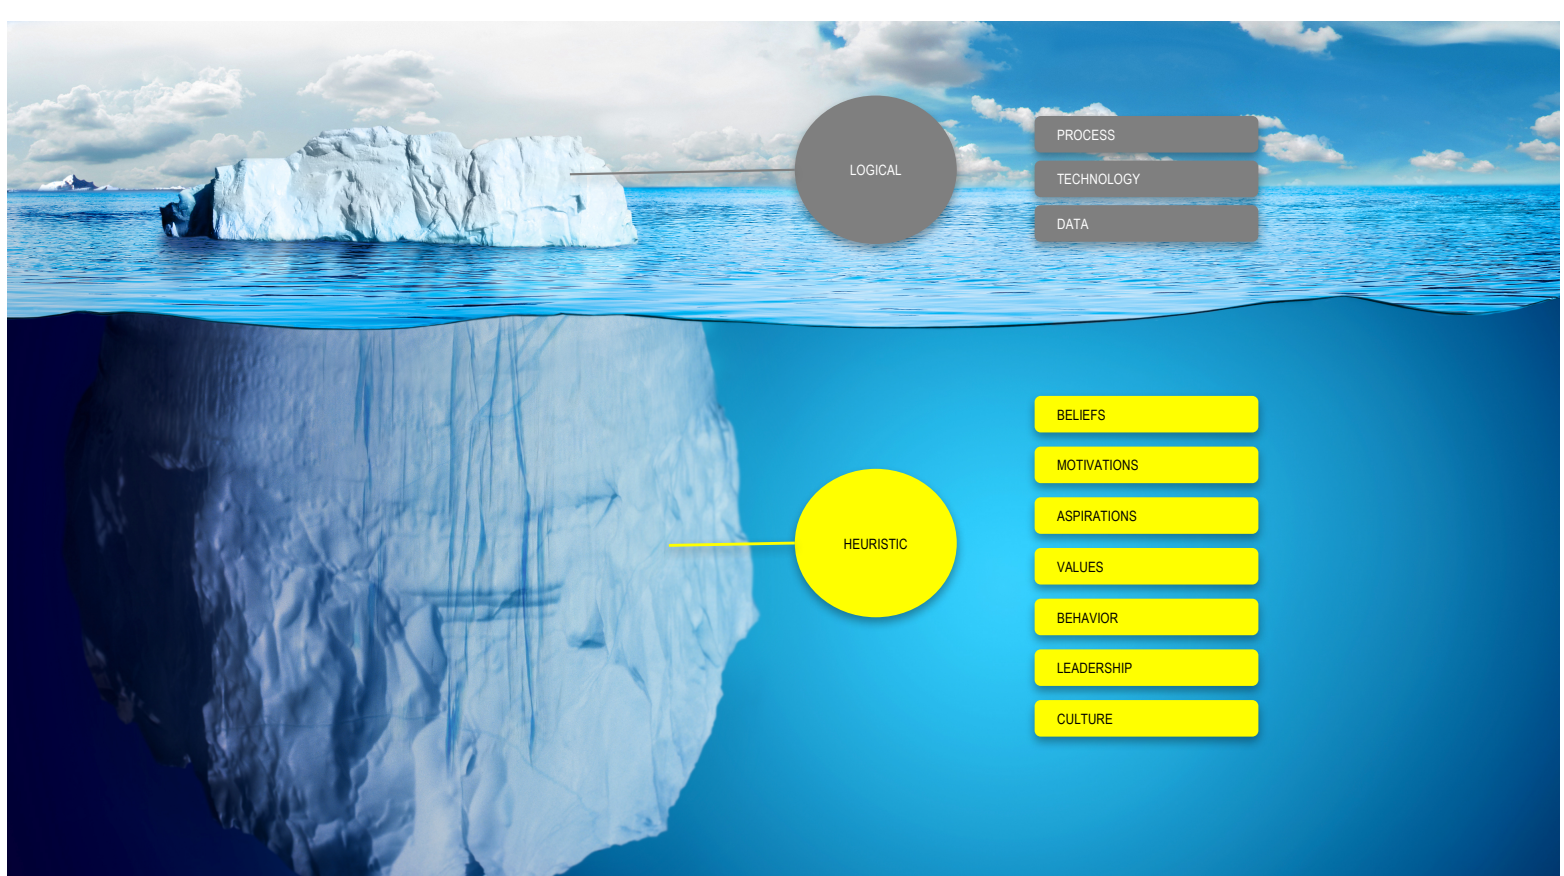 LOGICAL
PROCESS
TECHNOLOGY
DATA
HEURISTIC
BELIEFS
MOTIVATIONS
ASPIRATIONS
VALUES
BEHAVIOR
LEADERSHIP
CULTURE